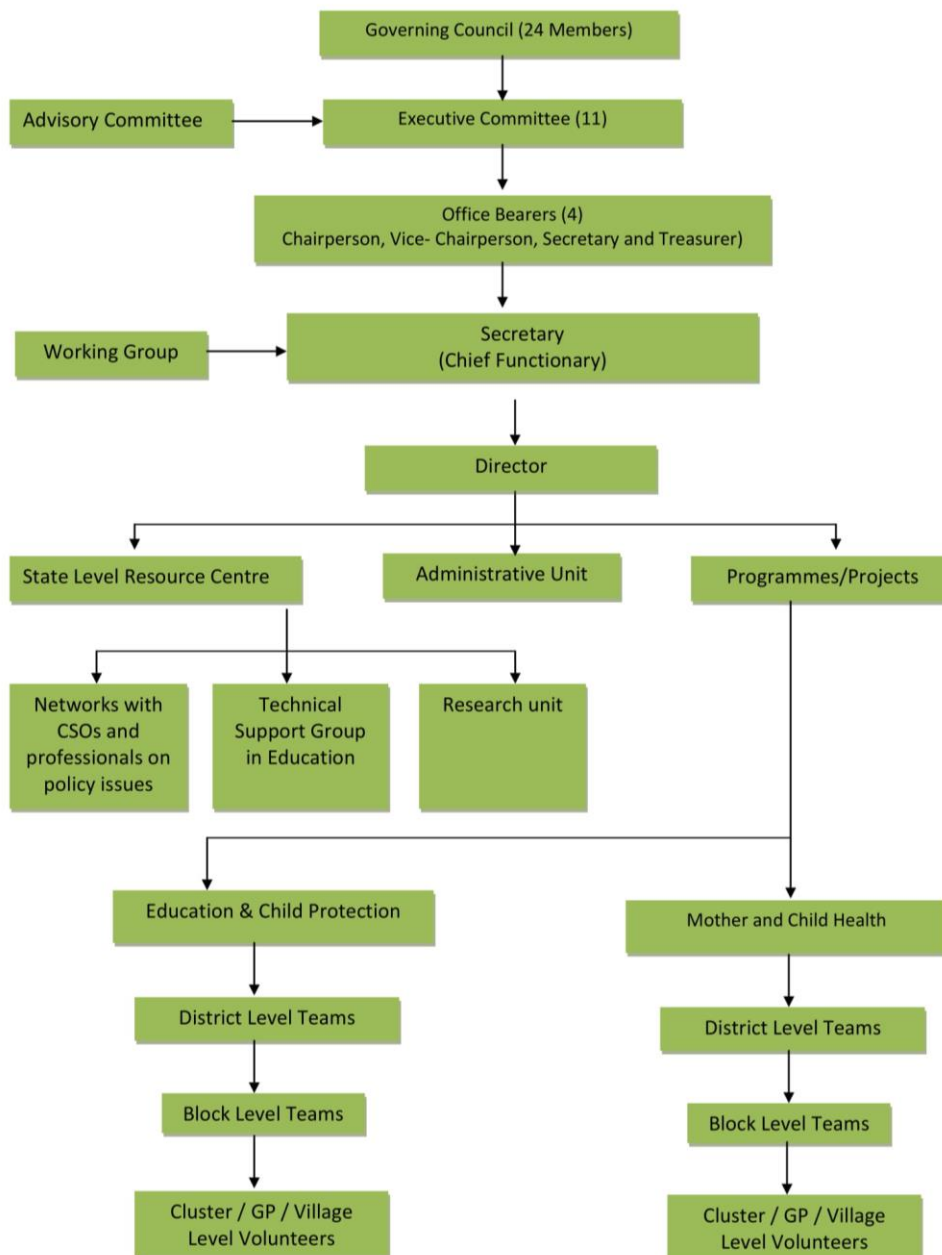 Governing Council (24 Members)
Advisory Committee
Executive Committee (11)
Office Bearers (4)
Chairperson, Vice- Chairperson, Secretary and Treasurer)
Working Group
Secretary
(Chief Functionary)
Director
State Level Resource Centre
Administrative Unit
Programmes/Projects
Networks with
CSOs and
professionals on
policy issues
Technical
Support Group
in Education
Research unit
Education & Child Protection
Mother and Child Health
District Level Teams
District Level Teams
Block Level Teams
Block Level Teams
Cluster / GP / Village
Level Volunteers
Cluster / GP / Village
Level Volunteers